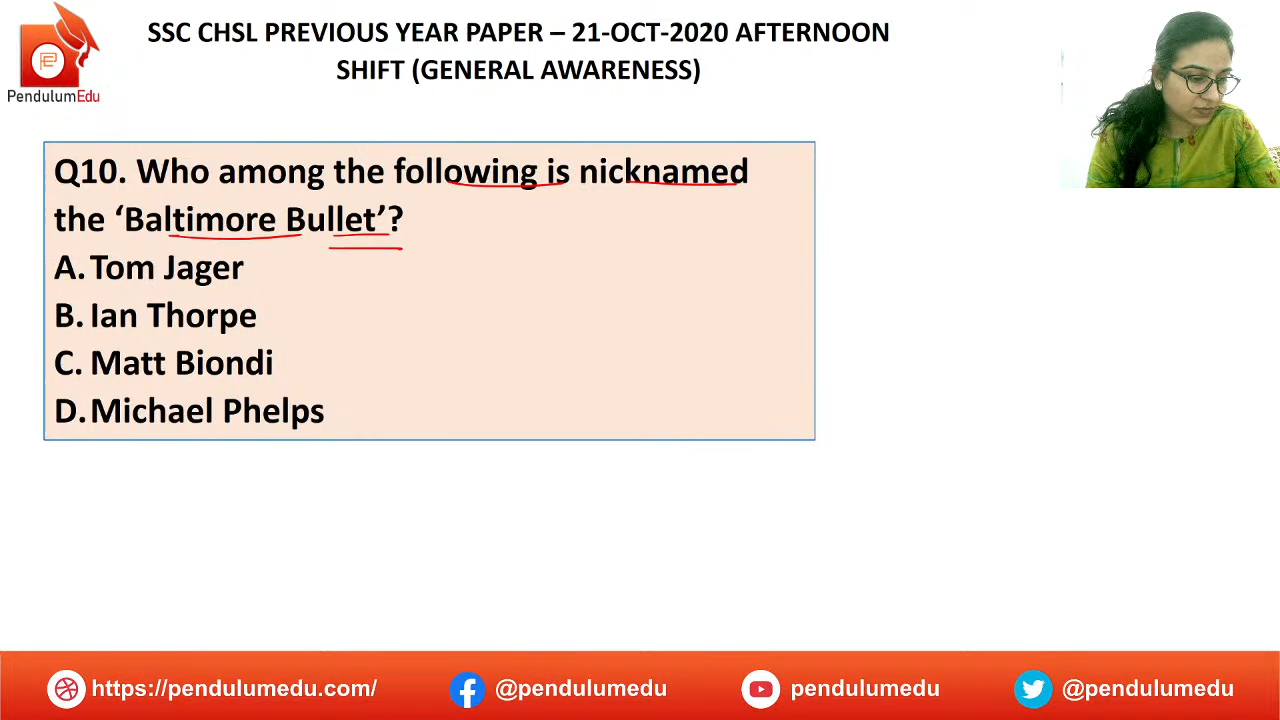 SSC CHSL PREVIOUS YEAR PAPER – 21-OCT-2020 AFTERNOON
SHIFT (GENERAL AWARENESS)
PE
PendulumEdu
Q10. Who among the following is nicknamed
the ‘Baltimore Bullet’?
A. Tom Jager
B. Ian Thorpe
C. Matt Biondi
D. Michael Phelps
https://pendulumedu.com/
@pendulumedu
pendulumedu
@pendulumedu